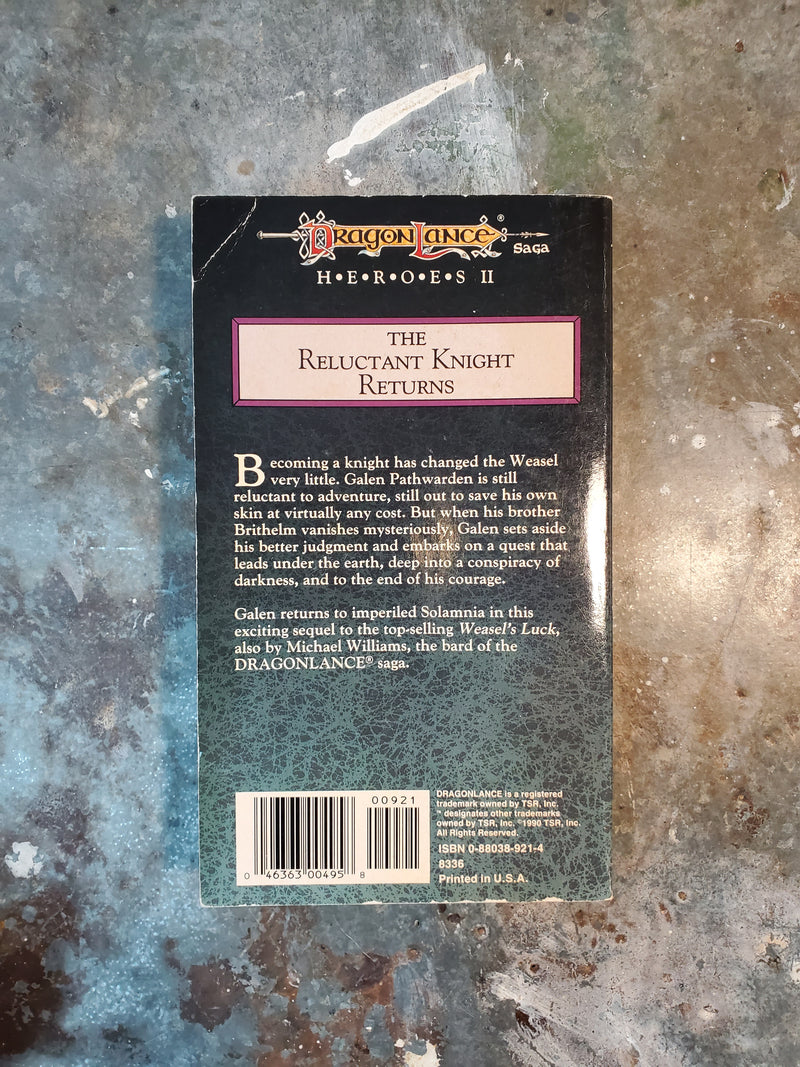 DRAGONLANCE® Saga
H•E•R•O•E•S II
THE
RELUCTANT KNIGHT
RETURNS
Becoming a knight has changed the Weasel
very little. Galen Pathwarden is still
reluctant to adventure, still out to save his own
skin at virtually any cost. But when his brother
Brithelm vanishes mysteriously, Galen sets aside
his better judgment and embarks on a quest that
leads under the earth, deep into a conspiracy of
darkness, and to the end of his courage.
Galen returns to imperiled Solamnia in this
exciting sequel to the top-selling Weasel's Luck,
also by Michael Williams, the bard of the
DRAGONLANCE® saga.
00921
0 46363 00495 8
DRAGONLANCE is a registered
trademark owned by TSR, Inc.
™ designates other trademarks
owned by TSR, Inc. ©1990 TSR, Inc.
All Rights Reserved.
ISBN 0-88038-921-4
8336
Printed in U.S.A.